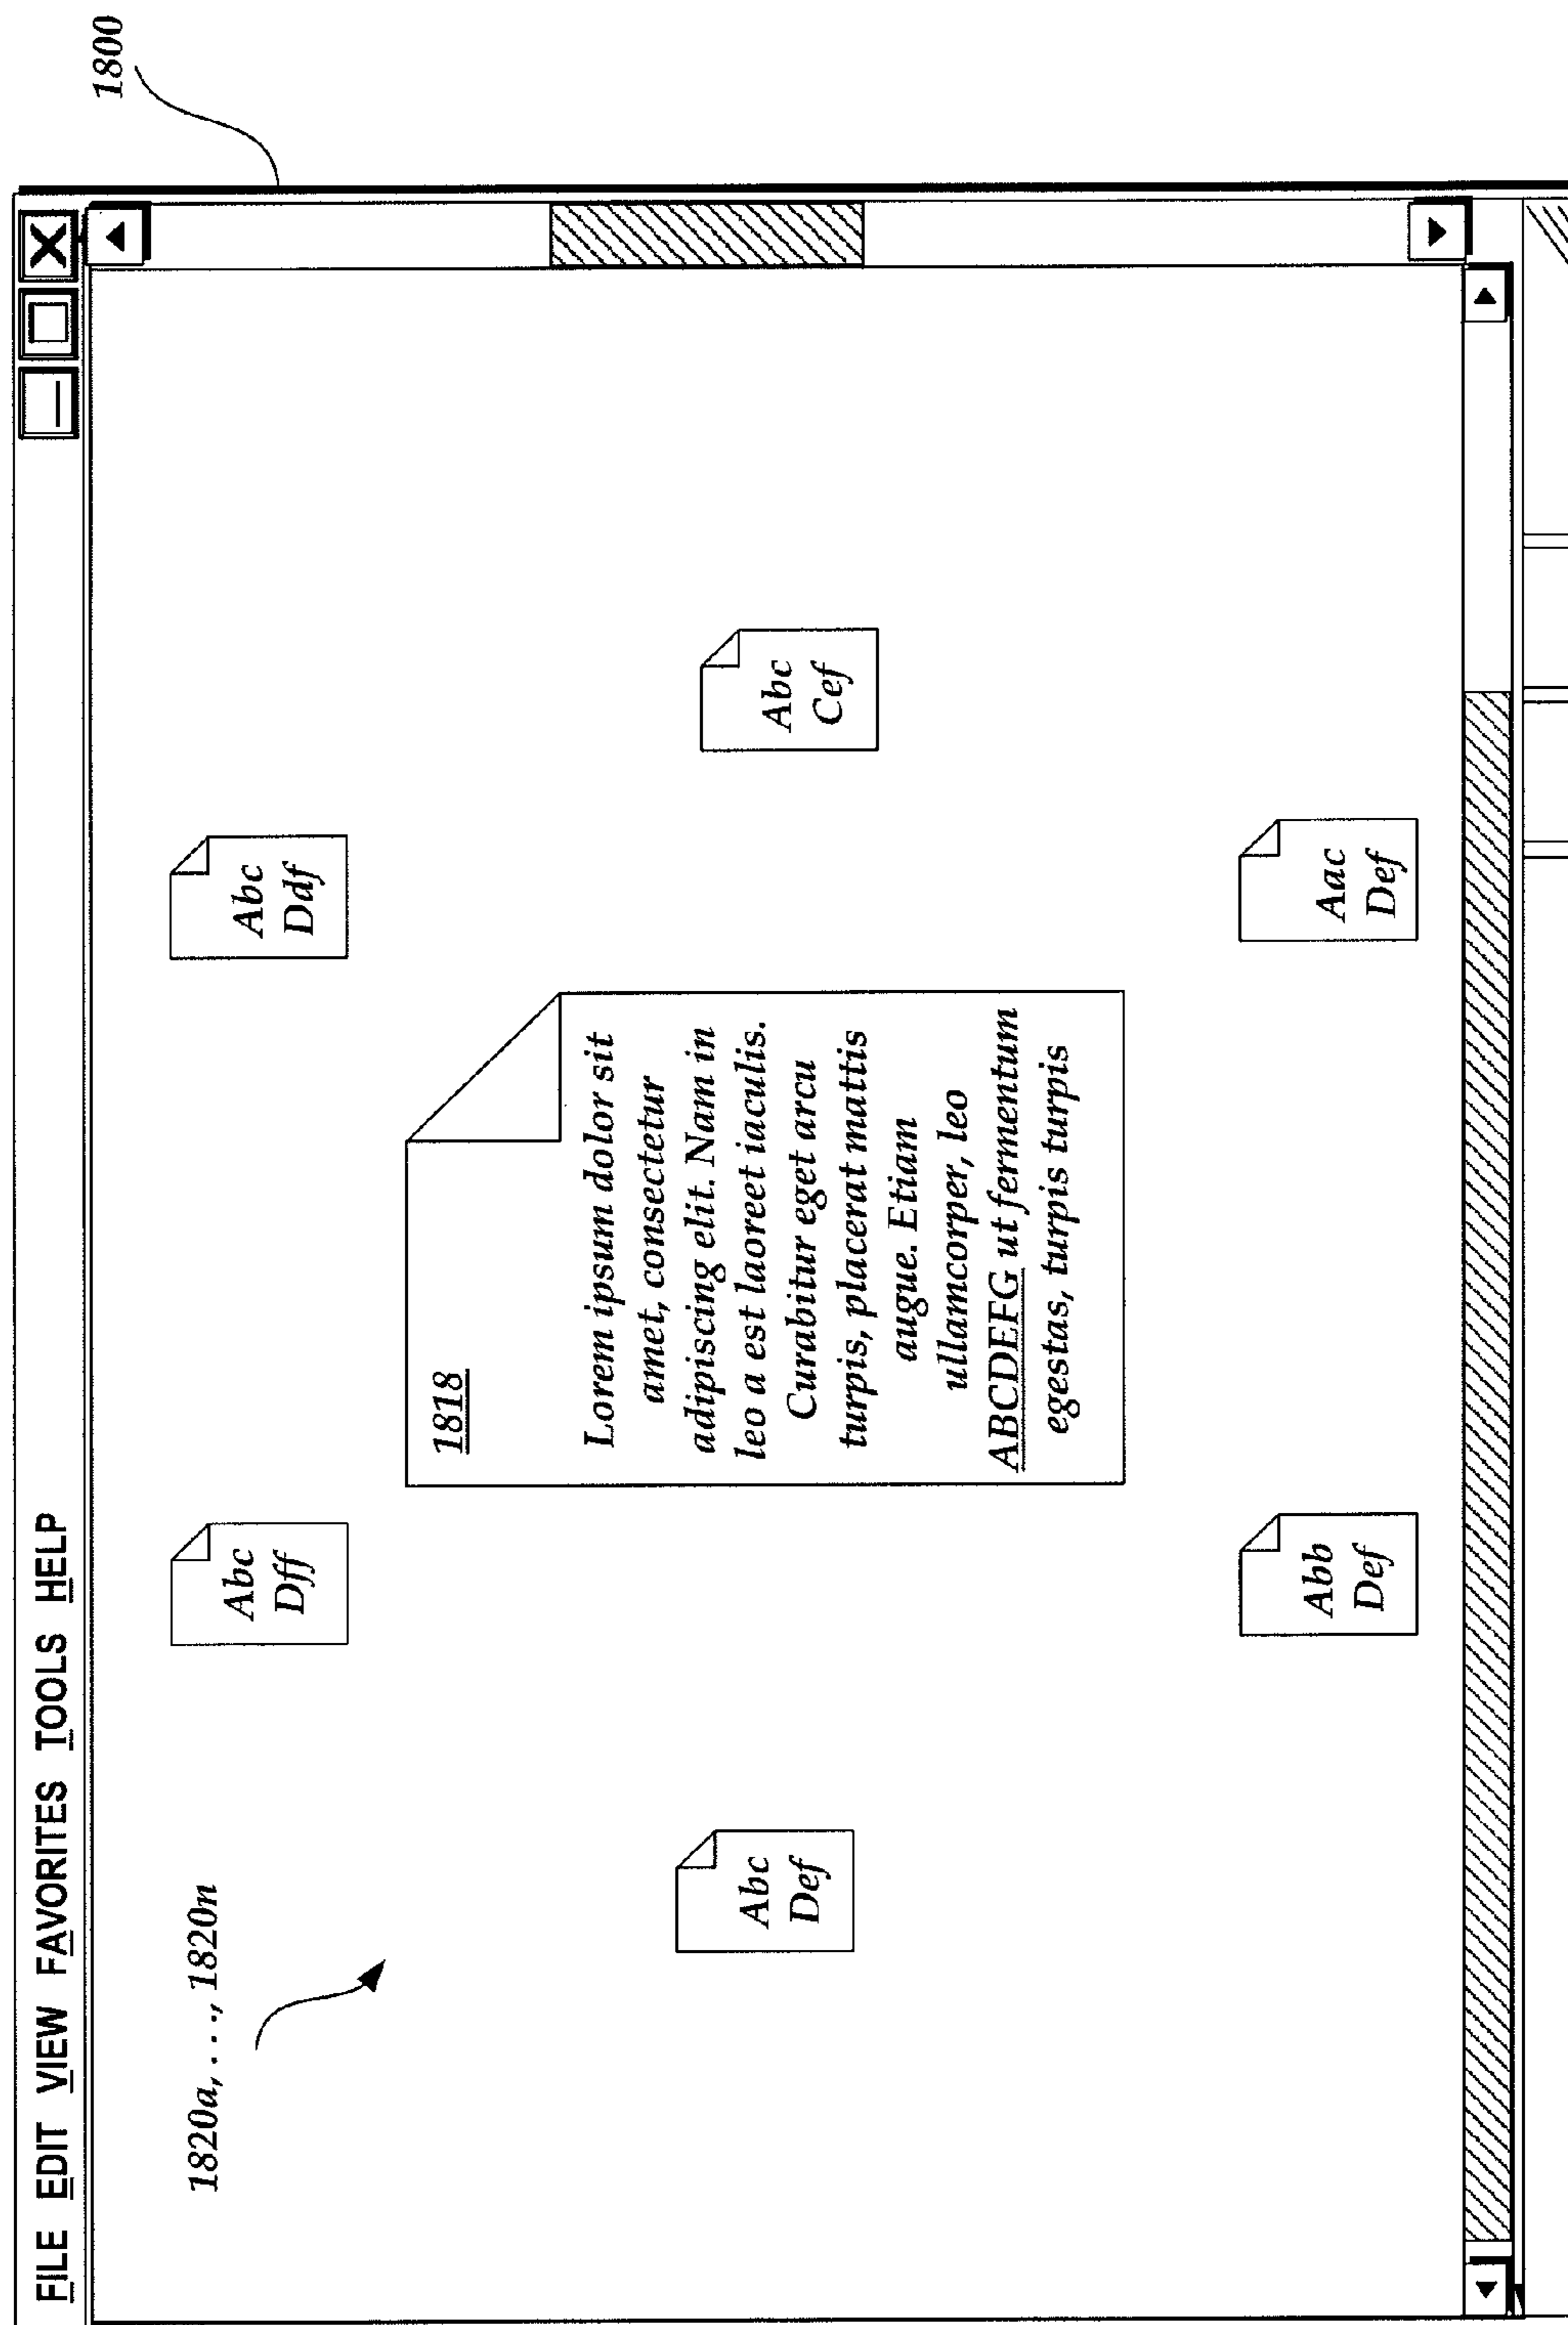 1800
FILE EDIT VIEW FAVORITES TOOLS HELP
1820a, . . ., 1820n
Abc
Dff
Abc
Ddf
Abc
Def
1818
Lorem ipsum dolor sit
amet, consectetur
adipiscing elit. Nam in
leo a est laoreet iaculis.
Curabitur eget arcu
turpis, placerat mattis
augue. Etiam
ullamcorper, leo
ABCDEFG ut fermentum
egestas, turpis turpis
Abc
Cef
Abb
Def
Aac
Def